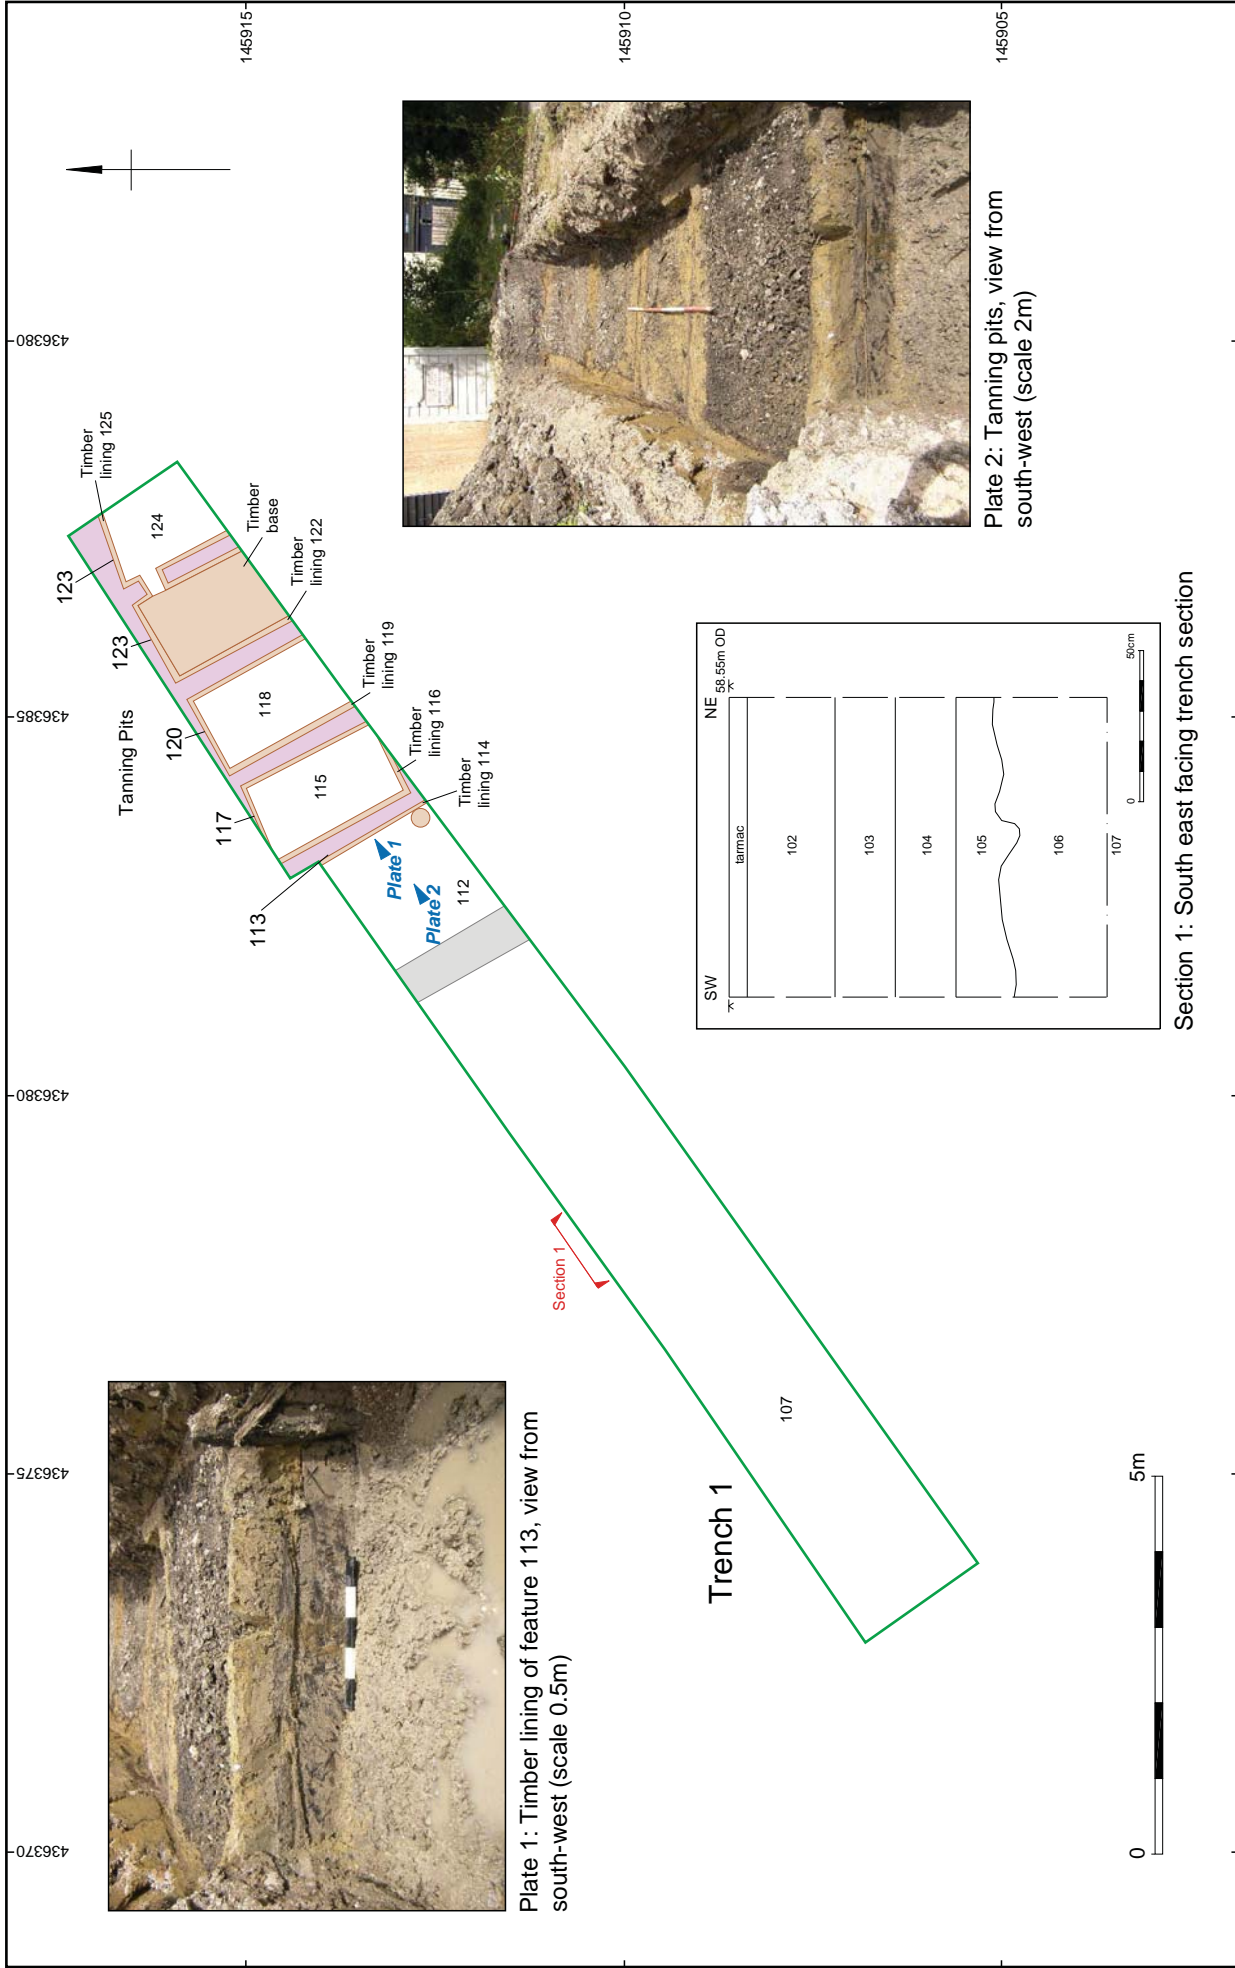 436370
436375
436380
436385
436380
145915
145910
145905
Plate 1: Timber lining of feature 113, view from
south-west (scale 0.5m)
Tanning Pits
113
117
120
123
123
Timber
lining 125
124
Timber
base
Timber
lining 122
118
Timber
lining 119
115
Timber
lining 116
Timber
lining 114
Plate 1
Plate 2
112
Section 1
107
Trench 1
0
5m
Plate 2: Tanning pits, view from
south-west (scale 2m)
SW
NE
58.55m OD
tarmac
102
103
104
105
106
107
0
50cm
Section 1: South east facing trench section